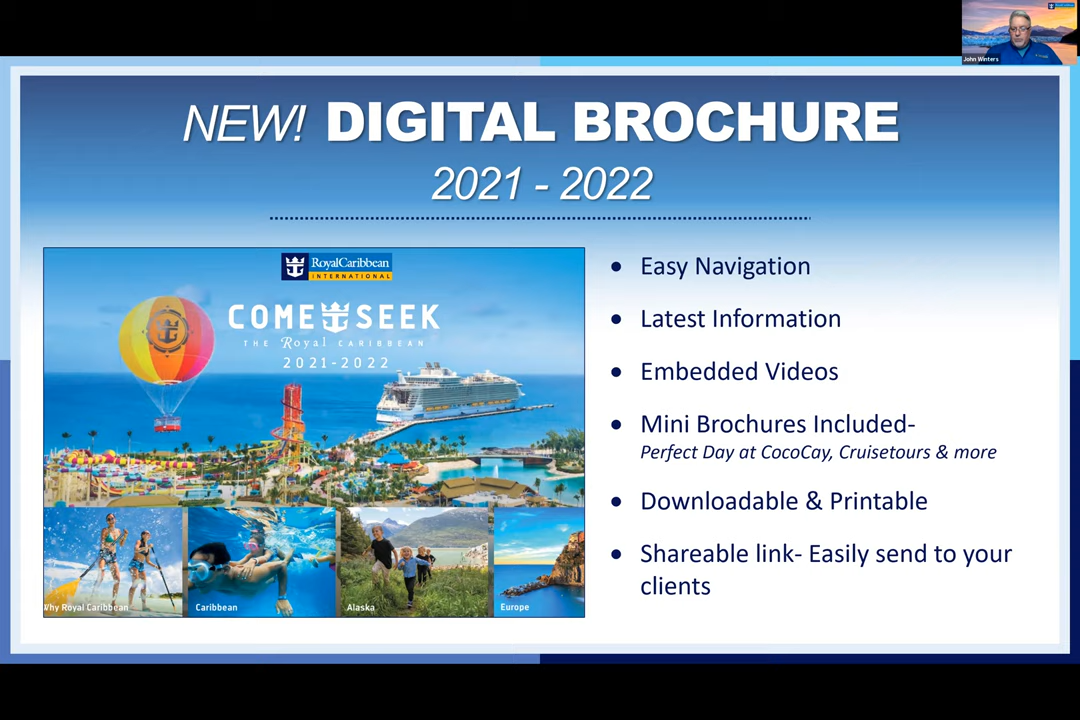 John Winters
NEW! DIGITAL BROCHURE
2021 - 2022
RoyalCaribbean
INTERNATIONAL
COME SEEK
THE Royal CARIBBEAN
2021-2022
Why Royal Caribbean
Caribbean
Alaska
Europe
• Easy Navigation
• Latest Information
• Embedded Videos
• Mini Brochures Included-
Perfect Day at CocoCay, Cruisetours & more
• Downloadable & Printable
• Shareable link- Easily send to your
clients